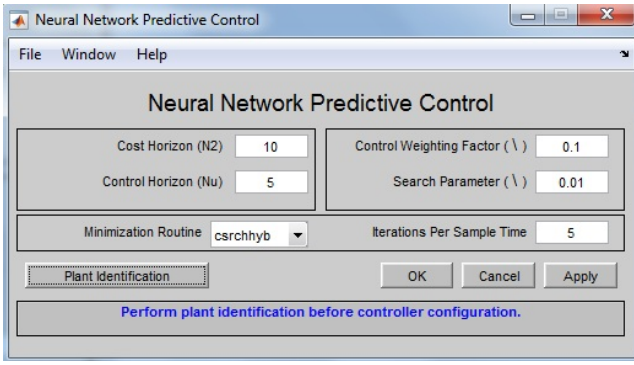 Neural Network Predictive Control
File Window Help
Neural Network Predictive Control
Cost Horizon (N2) 10 Control Weighting Factor ( \ ) 0.1
Control Horizon (Nu) 5 Search Parameter ( \ ) 0.01
Minimization Routine csrchhyb Iterations Per Sample Time 5
Plant Identification OK Cancel Apply
Perform plant identification before controller configuration.